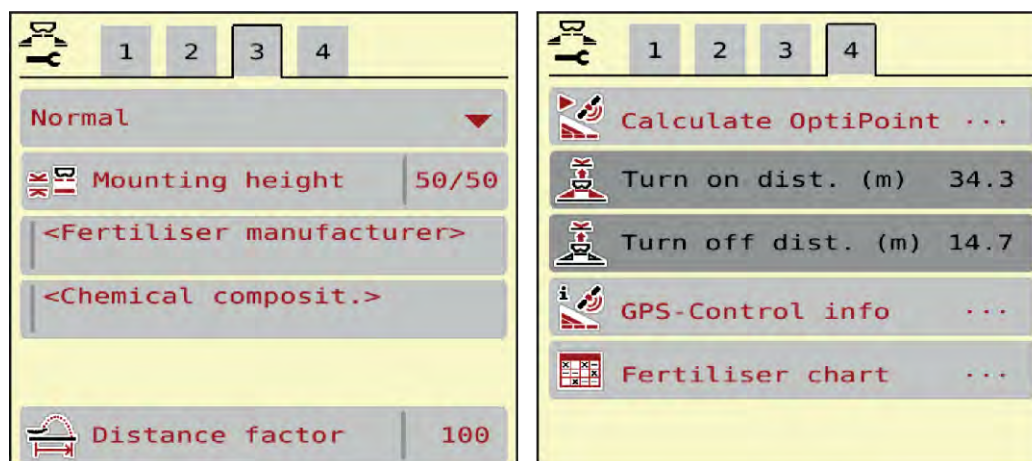 1 2 3 4
Normal
Mounting height 50/50
<Fertiliser manufacturer>
<Chemical composit.>
Distance factor 100
1 2 3 4
Calculate OptiPoint ...
Turn on dist. (m) 34.3
Turn off dist. (m) 14.7
i
GPS-Control info ...
Fertiliser chart ...